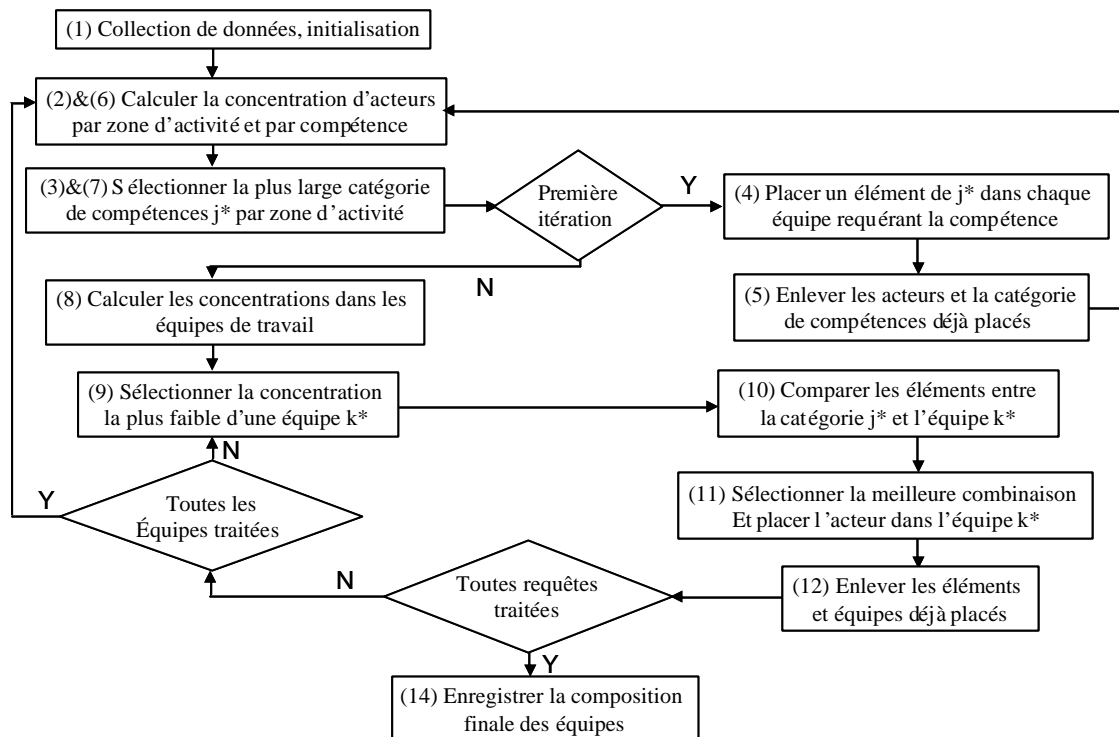 (1) Collection de données, initialisation
(2)&(6) Calculer la concentration d'acteurs
par zone d'activité et par compétence
(3)&(7) S électionner la plus large catégorie
de compétences j* par zone d'activité
Première
itération
Y
(4) Placer un élément de j* dans chaque
équipe requérant la compétence
N
(5) Enlever les acteurs et la catégorie
de compétences déjà placés
(8) Calculer les concentrations dans les
équipes de travail
(9) Sélectionner la concentration
la plus faible d'une équipe k*
(10) Comparer les éléments entre
la catégorie j* et l'équipe k*
N
Y
Toutes les
Équipes traitées
(11) Sélectionner la meilleure combinaison
Et placer l'acteur dans l'équipe k*
N
Toutes requêtes
traitées
(12) Enlever les éléments
et équipes déjà placés
Y
(14) Enregistrer la composition
finale des équipes